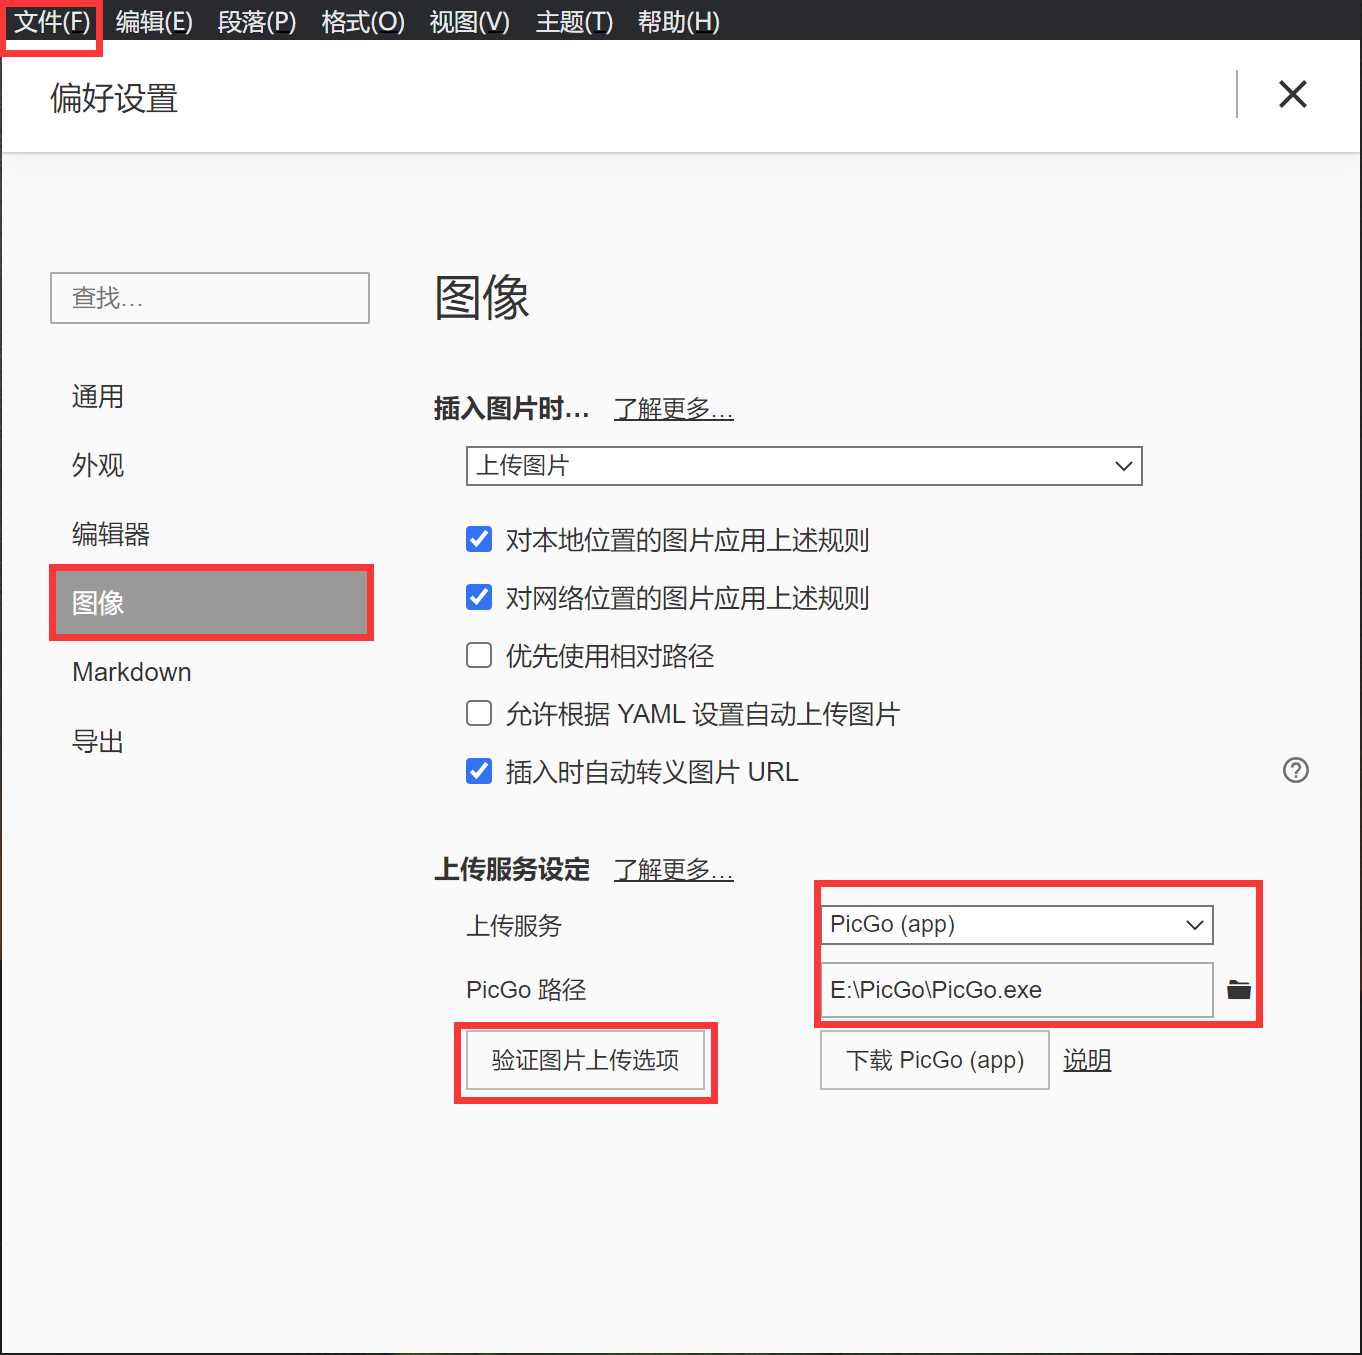 文件(F) 编辑(E) 段落(P) 格式(O) 视图(V) 主题(T) 帮助(H)
偏好设置
查找...
通用
外观
编辑器
图像
Markdown
导出
图像
插入图片时... 了解更多...
上传图片
对本地位置的图片应用上述规则
对网络位置的图片应用上述规则
优先使用相对路径
允许根据 YAML 设置自动上传图片
插入时自动转义图片 URL
上传服务设定 了解更多...
上传服务 PicGo (app)
PicGo 路径 E:\PicGo\PicGo.exe
验证图片上传选项 下载 PicGo (app) 说明